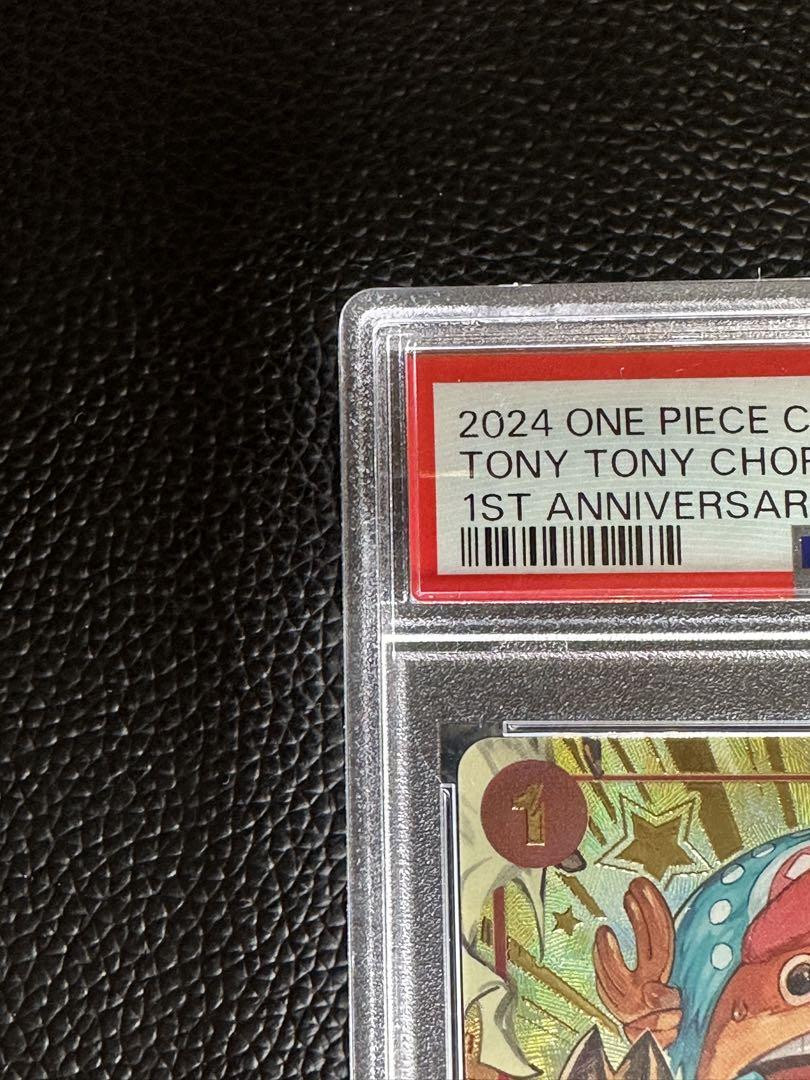 2024 ONE PIECE C
TONY TONY CHOP
1ST ANNIVERSAR
1